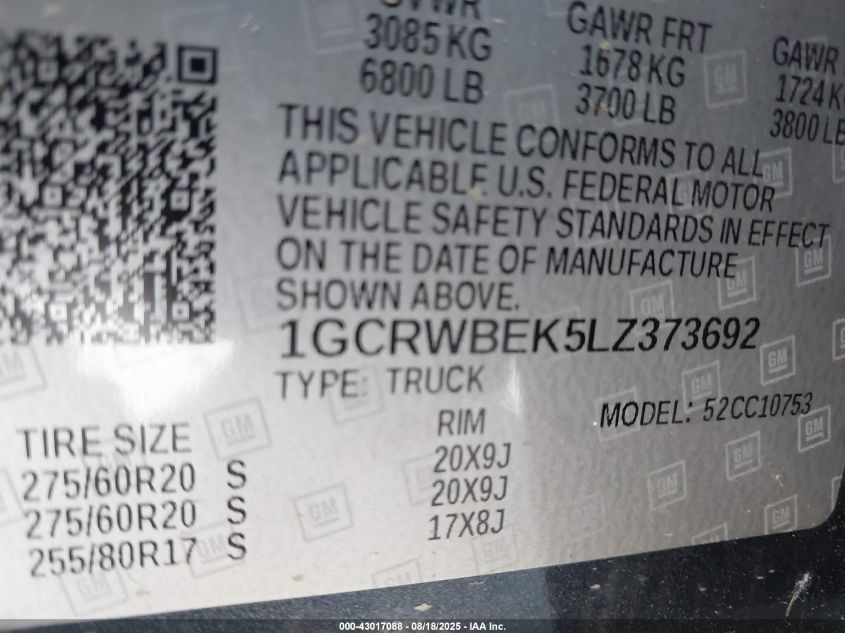 GVWR
3085 KG
6800 LB
GAWR FRT
1678 KG
3700 LB
GAWR
1724 K
3800 LB
THIS VEHICLE CONFORMS TO ALL
APPLICABLE U.S. FEDERAL MOTOR
VEHICLE SAFETY STANDARDS IN EFFECT
ON THE DATE OF MANUFACTURE
SHOWN ABOVE.
1GCRWBEK5LZ373692
TYPE: TRUCK
MODEL: 52CC10753
TIRE SIZE RIM
275/60R20 S 20X9J
275/60R20 S 20X9J
255/80R17 S 17X8J
000-43017088 - 08/18/2025 - IAA Inc.